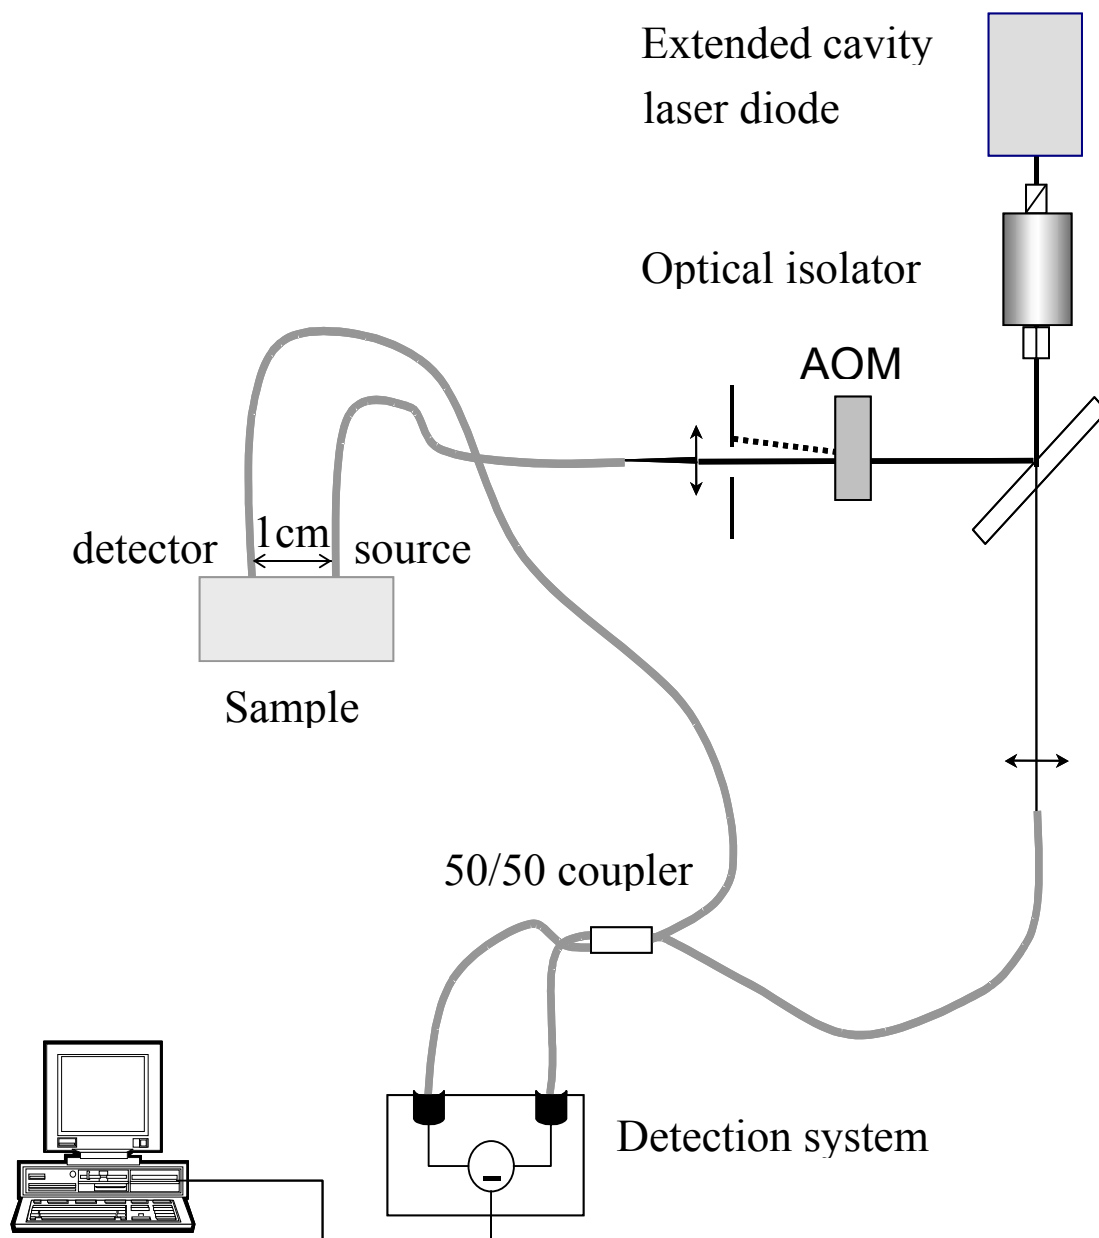 Extended cavity
laser diode
Optical isolator
AOM
1cm
detector
source
Sample
50/50 coupler
Detection system